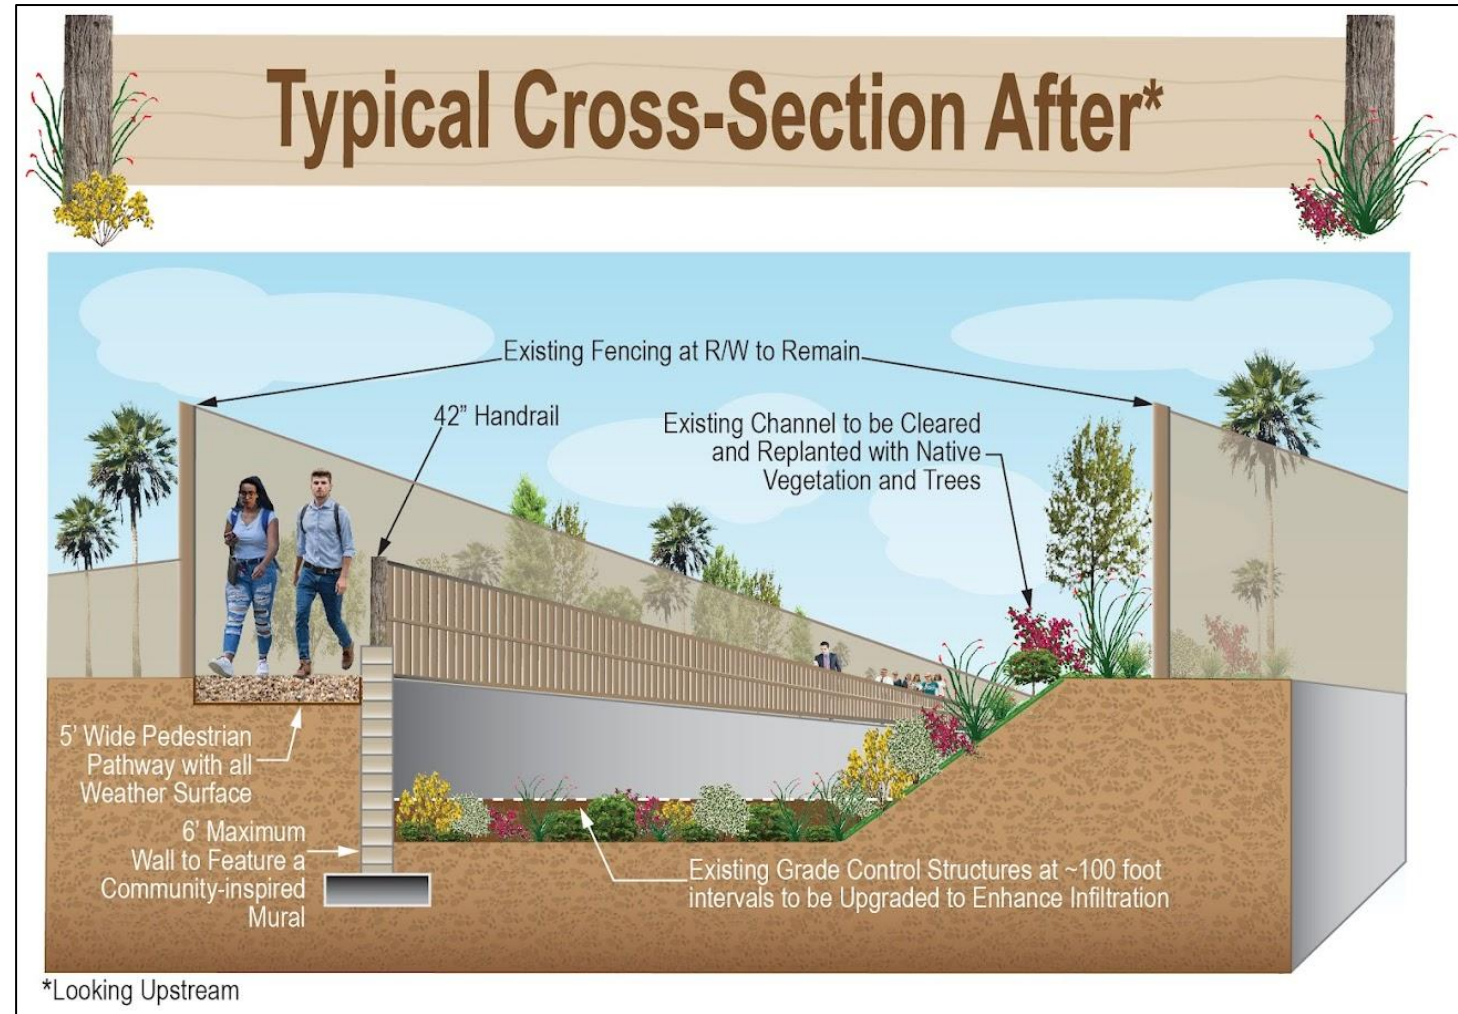 Typical Cross-Section After*
Existing Fencing at R/W to Remain
42” Handrail
Existing Channel to be Cleared
and Replanted with Native
Vegetation and Trees
5’ Wide Pedestrian
Pathway with all
Weather Surface
6’ Maximum
Wall to Feature a
Community-inspired
Mural
Existing Grade Control Structures at ~100 foot
intervals to be Upgraded to Enhance Infiltration
*Looking Upstream